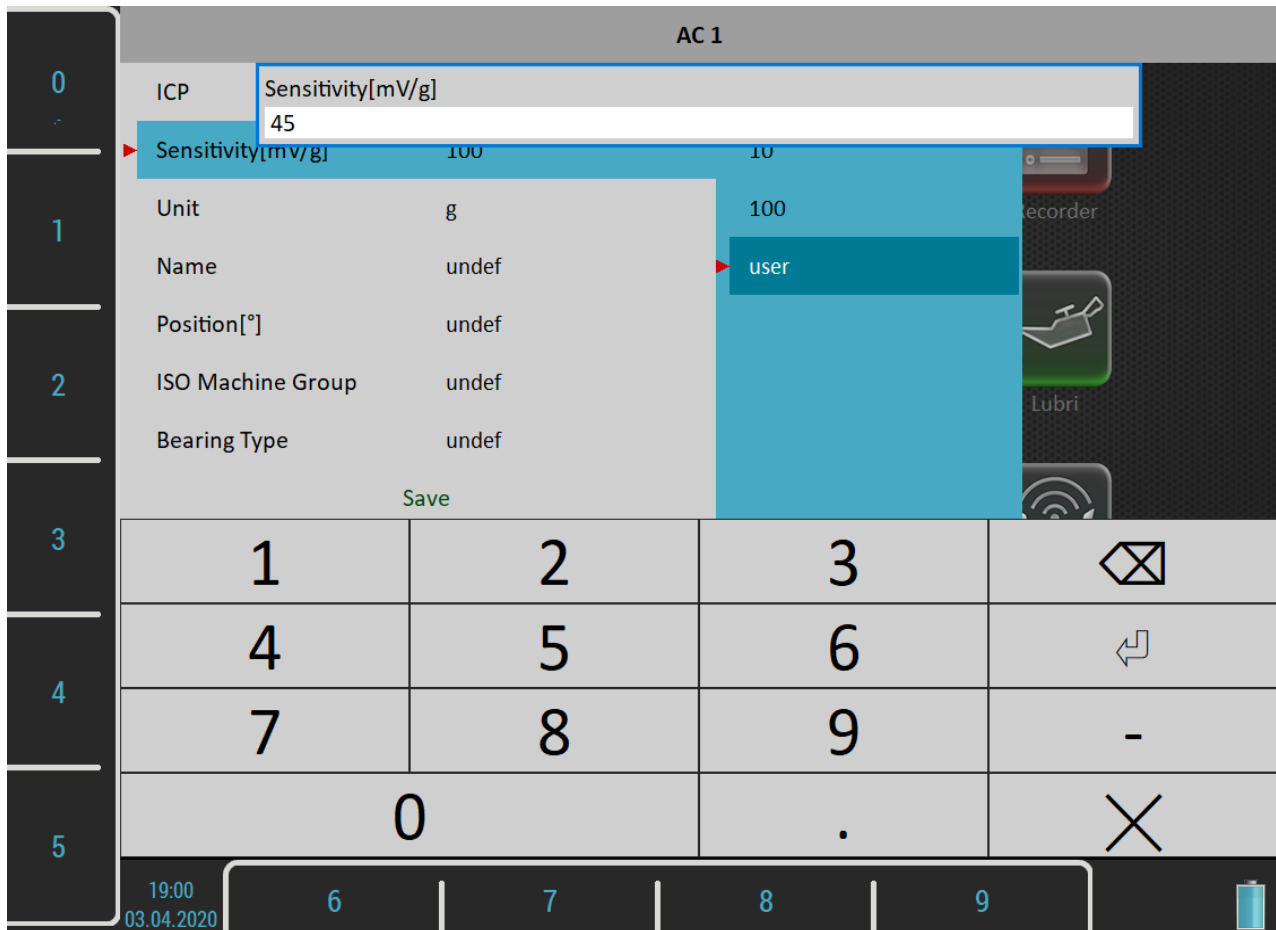 AC 1
0
.-
1
2
3
4
5
ICP
Sensitivity[mV/g]
45
Sensitivity[mV/g] 100 10
Unit g 100
Name undef user
Position[°] undef
ISO Machine Group undef
Bearing Type undef
Save
Recorder
Lubri
1 2 3
4 5 6
7 8 9 -
0 .
19:00
03.04.2020
6 7 8 9